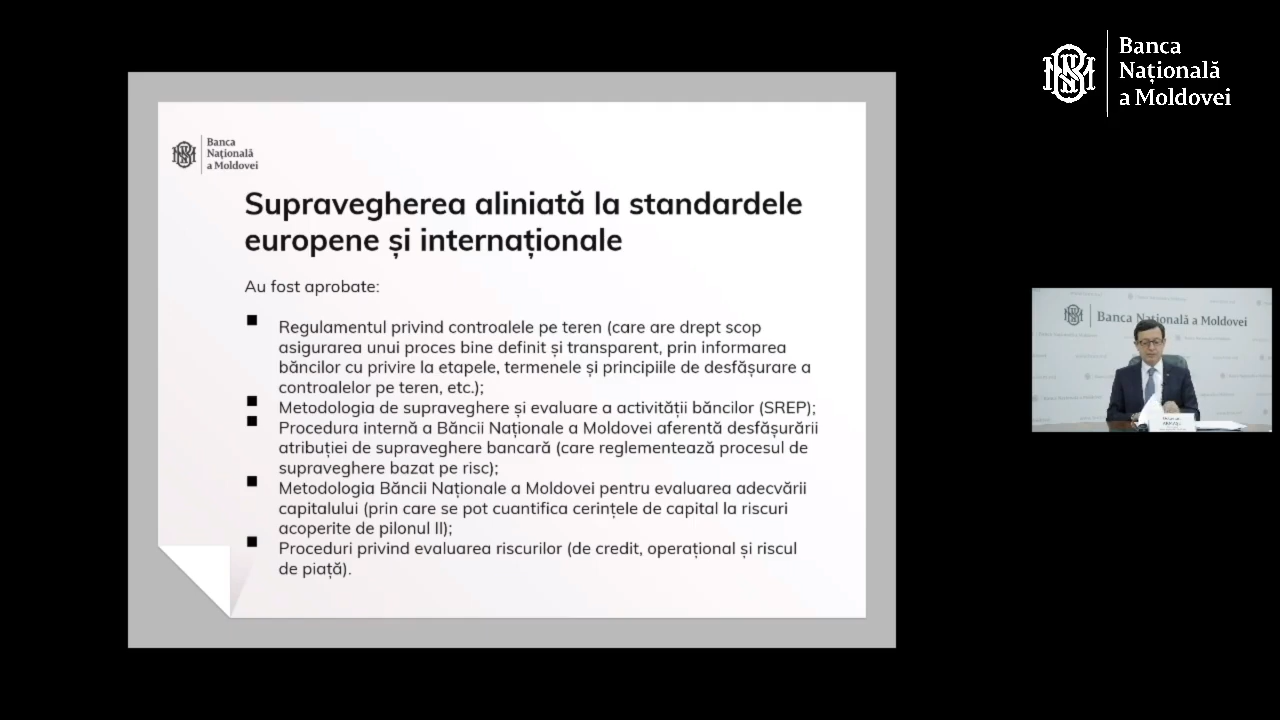 Banca
Națională
a Moldovei
Banca
Națională
a Moldovei
Supravegherea aliniată la standardele
europene și internaționale
Au fost aprobate:
Regulamentul privind controalele pe teren (care are drept scop
asigurarea unui proces bine definit și transparent, prin informarea
băncilor cu privire la etapele, termenele și principiile de desfășurare a
controalelor pe teren, etc.);
Metodologia de supraveghere și evaluare a activității băncilor (SREP);
Procedura internă a Băncii Naționale a Moldovei aferentă desfășurării
atribuției de supraveghere bancară (care reglementează procesul de
supraveghere bazat pe risc);
Metodologia Băncii Naționale a Moldovei pentru evaluarea adecvării
capitalului (prin care se pot cuantifica cerințele de capital la riscuri
acoperite de pilonul II);
Proceduri privind evaluarea riscurilor (de credit, operațional și riscul
de piață).
Banca Națională a Moldovei